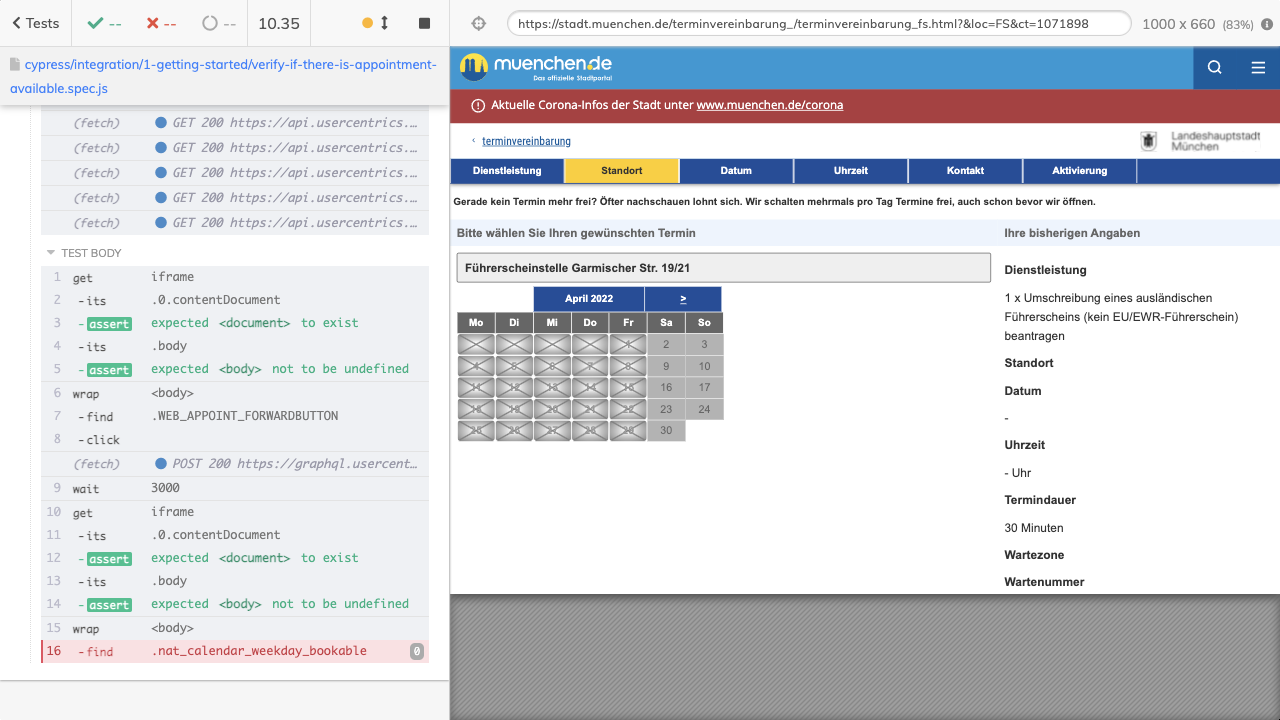 Tests
--
--
--
10.35
https://stadt.muenchen.de/terminvereinbarung_/terminvereinbarung_fs.html?&loc=FS&ct=1071898
1000 x 660 (83%)
cypress/integration/1-getting-started/verify-if-there-is-appointment-
available.spec.js
(fetch) GET 200 https://api.usercentrics.…
(fetch) GET 200 https://api.usercentrics.…
(fetch) GET 200 https://api.usercentrics.…
(fetch) GET 200 https://api.usercentrics.…
(fetch) GET 200 https://api.usercentrics.…
TEST BODY
1 get iframe
2 -its .0.contentDocument
3 -assert expected <document> to exist
4 -its .body
5 -assert expected <body> not to be undefined
6 wrap <body>
7 -find .WEB_APPOINT_FORWARDBUTTON
8 -click
(fetch) POST 200 https://graphql.usercent…
9 wait 3000
10 get iframe
11 -its .0.contentDocument
12 -assert expected <document> to exist
13 -its .body
14 -assert expected <body> not to be undefined
15 wrap <body>
16 -find .nat_calendar_weekday_bookable 0
muenchen.de
Das offizielle Stadtportal
Aktuelle Corona-Infos der Stadt unter www.muenchen.de/corona
‹ terminvereinbarung
Landeshauptstadt
München
Dienstleistung Standort Datum Uhrzeit Kontakt Aktivierung
Gerade kein Termin mehr frei? Öfter nachschauen lohnt sich. Wir schalten mehrmals pro Tag Termine frei, auch schon bevor wir öffnen.
Bitte wählen Sie Ihren gewünschten Termin
Führerscheinstelle Garmischer Str. 19/21
April 2022 >
Mo Di Mi Do Fr Sa So
1 2 3
4 5 6 7 8 9 10
11 12 13 14 15 16 17
18 19 20 21 22 23 24
25 26 27 28 29 30
Ihre bisherigen Angaben
Dienstleistung
1 x Umschreibung eines ausländischen
Führerscheins (kein EU/EWR-Führerschein)
beantragen
Standort
Datum
-
Uhrzeit
- Uhr
Termindauer
30 Minuten
Wartezone
Wartenummer